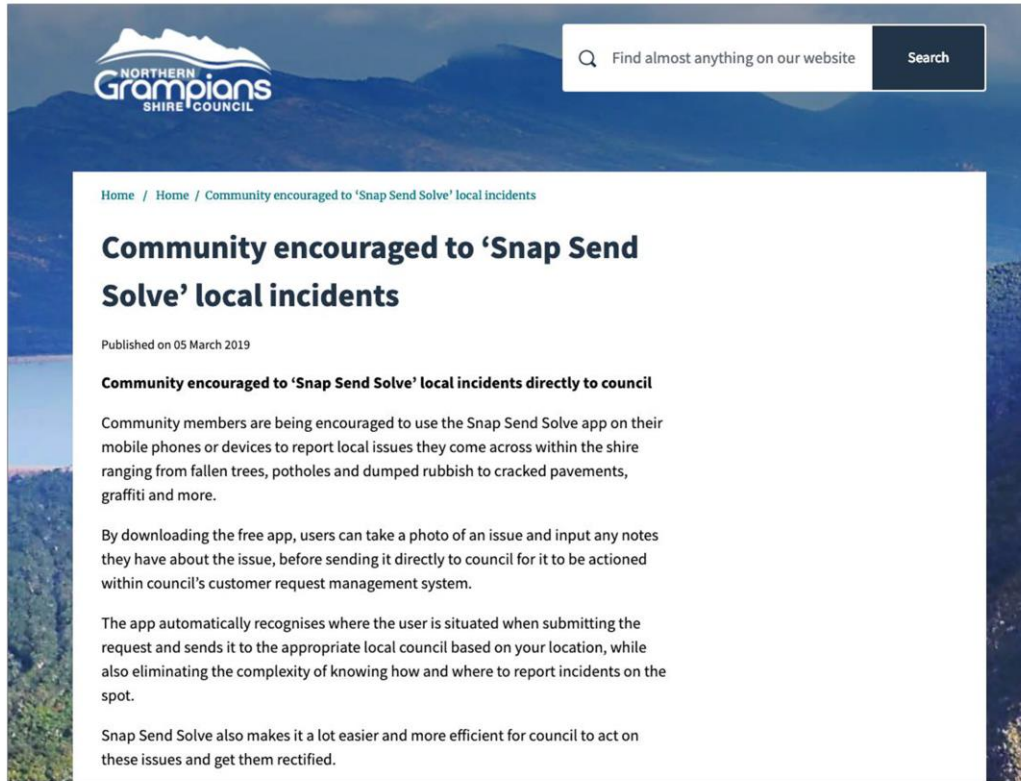 NORTHERN
Grampians
SHIRE COUNCIL
Find almost anything on our website
Search
Home / Home / Community encouraged to ‘Snap Send Solve’ local incidents
Community encouraged to ‘Snap Send
Solve’ local incidents
Published on 05 March 2019
Community encouraged to ‘Snap Send Solve’ local incidents directly to council
Community members are being encouraged to use the Snap Send Solve app on their
mobile phones or devices to report local issues they come across within the shire
ranging from fallen trees, potholes and dumped rubbish to cracked pavements,
graffiti and more.
By downloading the free app, users can take a photo of an issue and input any notes
they have about the issue, before sending it directly to council for it to be actioned
within council’s customer request management system.
The app automatically recognises where the user is situated when submitting the
request and sends it to the appropriate local council based on your location, while
also eliminating the complexity of knowing how and where to report incidents on the
spot.
Snap Send Solve also makes it a lot easier and more efficient for council to act on
these issues and get them rectified.